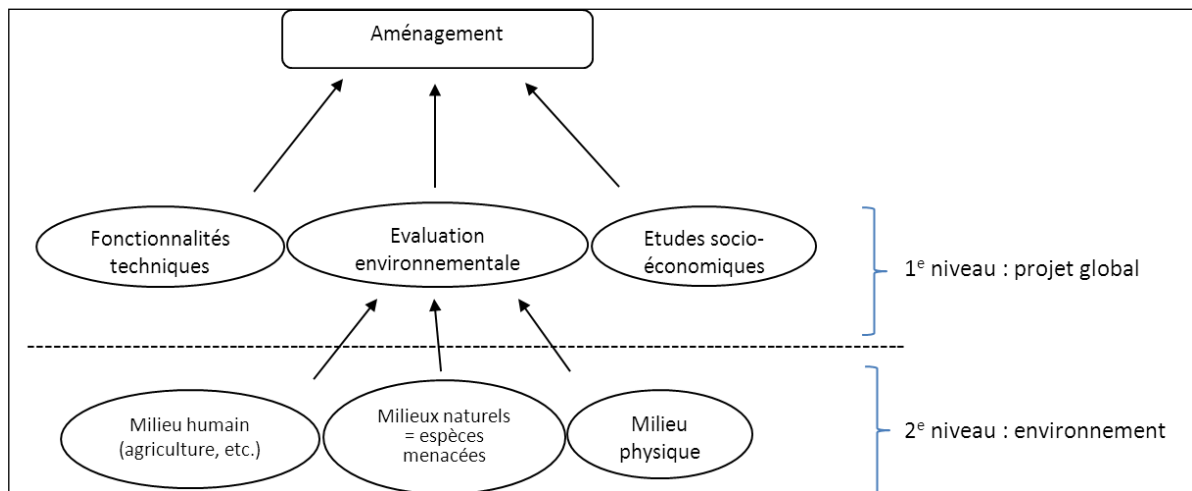 Aménagement
Fonctionnalités
techniques
Evaluation
environnementale
Etudes socio-
économiques
1e niveau : projet global
Milieu humain
(agriculture, etc.)
Milieux naturels
= espèces
menacées
Milieu
physique
2e niveau : environnement